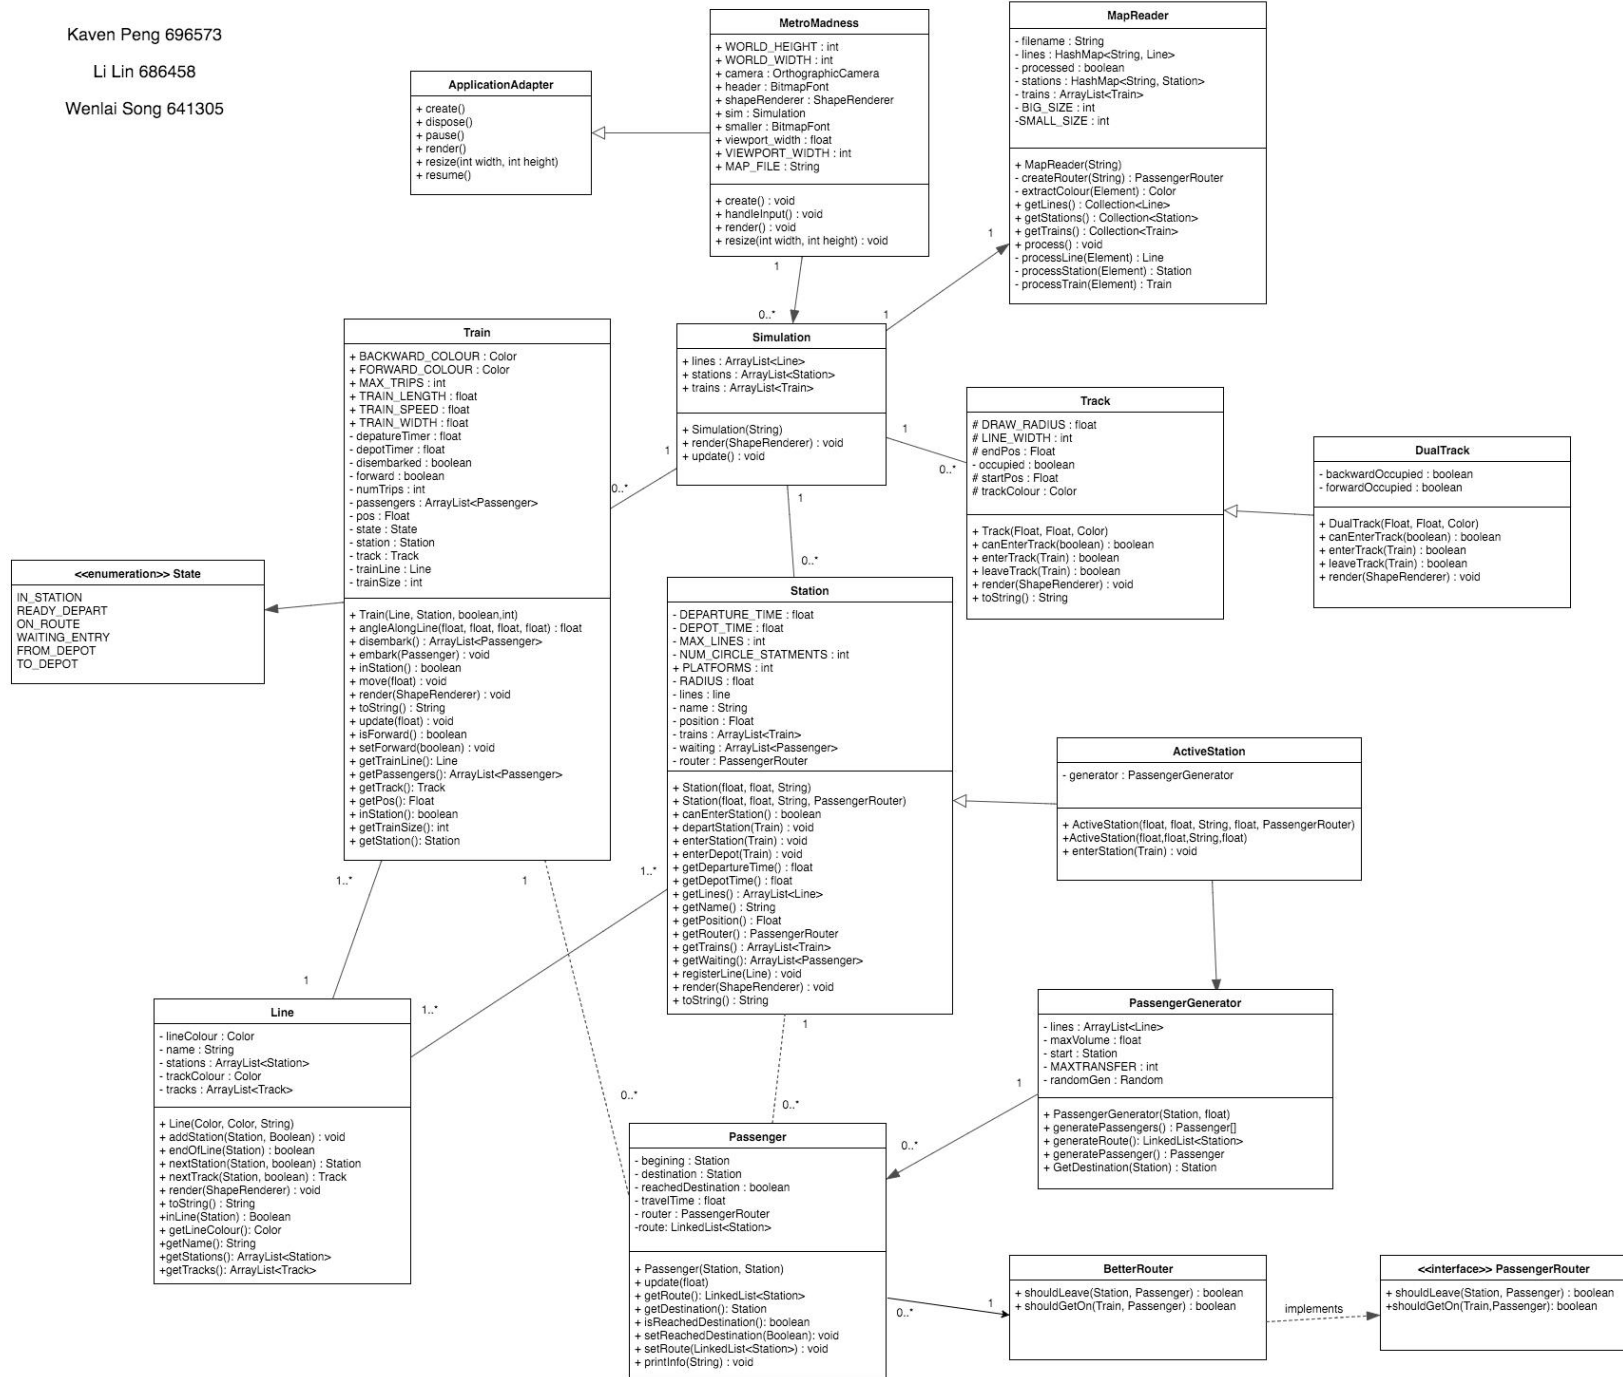 Kaven Peng 696573
Li Lin 686458
Wenlai Song 641305
ApplicationAdapter
+ create()
+ dispose()
+ pause()
+ render()
+ resize(int width, int height)
+ resume()
MetroMadness
+ WORLD_HEIGHT : int
+ WORLD_WIDTH : int
+ camera : OrthographicCamera
+ header : BitmapFont
+ shapeRenderer : ShapeRenderer
+ sim : Simulation
+ smaller : BitmapFont
+ viewport_width : float
+ VIEWPORT_WIDTH : int
+ MAP_FILE : String
+ create() : void
+ handleInput() : void
+ render() : void
+ resize(int width, int height) : void
MapReader
- filename : String
- lines : HashMap<String, Line>
- processed : boolean
- stations : HashMap<String, Station>
- trains : ArrayList<Train>
- BIG_SIZE : int
-SMALL_SIZE : int
+ MapReader(String)
- createRouter(String) : PassengerRouter
- extractColour(Element) : Color
+ getLines() : Collection<Line>
+ getStations() : Collection<Station>
+ getTrains() : Collection<Train>
+ process() : void
- processLine(Element) : Line
- processStation(Element) : Station
- processTrain(Element) : Train
1
1
0..*
1
Simulation
+ lines : ArrayList<Line>
+ stations : ArrayList<Station>
+ trains : ArrayList<Train>
+ Simulation(String)
+ render(ShapeRenderer) : void
+ update() : void
1
0..*
1
0..*
1
0..*
Train
+ BACKWARD_COLOUR : Color
+ FORWARD_COLOUR : Color
+ MAX_TRIPS : int
+ TRAIN_LENGTH : float
+ TRAIN_SPEED : float
+ TRAIN_WIDTH : float
- depatureTimer : float
- depotTimer : float
- disembarked : boolean
- forward : boolean
- numTrips : int
- passengers : ArrayList<Passenger>
- pos : Float
- state : State
- station : Station
- track : Track
- trainLine : Line
- trainSize : int
+ Train(Line, Station, boolean,int)
+ angleAlongLine(float, float, float, float) : float
+ disembark() : ArrayList<Passenger>
+ embark(Passenger) : void
+ inStation() : boolean
+ move(float) : void
+ render(ShapeRenderer) : void
+ toString() : String
+ update(float) : void
+ isForward() : boolean
+ setForward(boolean) : void
+ getTrainLine(): Line
+ getPassengers(): ArrayList<Passenger>
+ getTrack(): Track
+ getPos(): Float
+ inStation(): boolean
+ getTrainSize(): int
+ getStation(): Station
Track
# DRAW_RADIUS : float
# LINE_WIDTH : int
# endPos : Float
- occupied : boolean
# startPos : Float
# trackColour : Color
+ Track(Float, Float, Color)
+ canEnterTrack(boolean) : boolean
+ enterTrack(Train) : boolean
+ leaveTrack(Train) : boolean
+ render(ShapeRenderer) : void
+ toString() : String
DualTrack
- backwardOccupied : boolean
- forwardOccupied : boolean
+ DualTrack(Float, Float, Color)
+ canEnterTrack(boolean) : boolean
+ enterTrack(Train) : boolean
+ leaveTrack(Train) : boolean
+ render(ShapeRenderer) : void
<<enumeration>> State
IN_STATION
READY_DEPART
ON_ROUTE
WAITING_ENTRY
FROM_DEPOT
TO_DEPOT
Station
- DEPARTURE_TIME : float
- DEPOT_TIME : float
- MAX_LINES : int
- NUM_CIRCLE_STATMENTS : int
+ PLATFORMS : int
- RADIUS : float
- lines : line
- name : String
- position : Float
- trains : ArrayList<Train>
- waiting : ArrayList<Passenger>
- router : PassengerRouter
+ Station(float, float, String)
+ Station(float, float, String, PassengerRouter)
+ canEnterStation() : boolean
+ departStation(Train) : void
+ enterStation(Train) : void
+ enterDepot(Train) : void
+ getDepartureTime() : float
+ getDepotTime() : float
+ getLines() : ArrayList<Line>
+ getName() : String
+ getPosition() : Float
+ getRouter() : PassengerRouter
+ getTrains() : ArrayList<Train>
+ getWaiting(): ArrayList<Passenger>
+ registerLine(Line) : void
+ render(ShapeRenderer) : void
+ toString() : String
ActiveStation
- generator : PassengerGenerator
+ ActiveStation(float, float, String, float, PassengerRouter)
+ActiveStation(float,float,String,float)
+ enterStation(Train) : void
1..*
1
1..*
1
1..*
1
Line
- lineColour : Color
- name : String
- stations : ArrayList<Station>
- trackColour : Color
- tracks : ArrayList<Track>
+ Line(Color, Color, String)
+ addStation(Station, Boolean) : void
+ endOfLine(Station) : boolean
+ nextStation(Station, boolean) : Station
+ nextTrack(Station, boolean) : Track
+ render(ShapeRenderer) : void
+ toString() : String
+inLine(Station) : Boolean
+ getLineColour(): Color
+getName(): String
+getStations(): ArrayList<Station>
+getTracks(): ArrayList<Track>
PassengerGenerator
- lines : ArrayList<Line>
- maxVolume : float
- start : Station
- MAXTRANSFER : int
- randomGen : Random
+ PassengerGenerator(Station, float)
+ generatePassengers() : Passenger[]
+ generateRoute(): LinkedList<Station>
+ generatePassenger() : Passenger
+ GetDestination(Station) : Station
1
0..*
0..*
0..*
Passenger
- begining : Station
- destination : Station
- reachedDestination : boolean
- travelTime : float
- router : PassengerRouter
-route: LinkedList<Station>
+ Passenger(Station, Station)
+ update(float)
+ getRoute(): LinkedList<Station>
+ getDestination(): Station
+ isReachedDestination(): boolean
+ setReachedDestination(Boolean): void
+ setRoute(LinkedList<Station>) : void
+ printInfo(String) : void
0..*
1
BetterRouter
+ shouldLeave(Station, Passenger) : boolean
+ shouldGetOn(Train, Passenger) : boolean
implements
<<interface>> PassengerRouter
+ shouldLeave(Station, Passenger) : boolean
+shouldGetOn(Train,Passenger): boolean